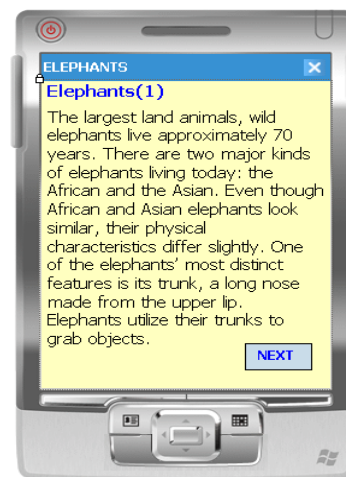 ELEPHANTS
Elephants(1)
The largest land animals, wild
elephants live approximately 70
years. There are two major kinds
of elephants living today: the
African and the Asian. Even though
African and Asian elephants look
similar, their physical
characteristics differ slightly. One
of the elephants' most distinct
features is its trunk, a long nose
made from the upper lip.
Elephants utilize their trunks to
grab objects.
NEXT